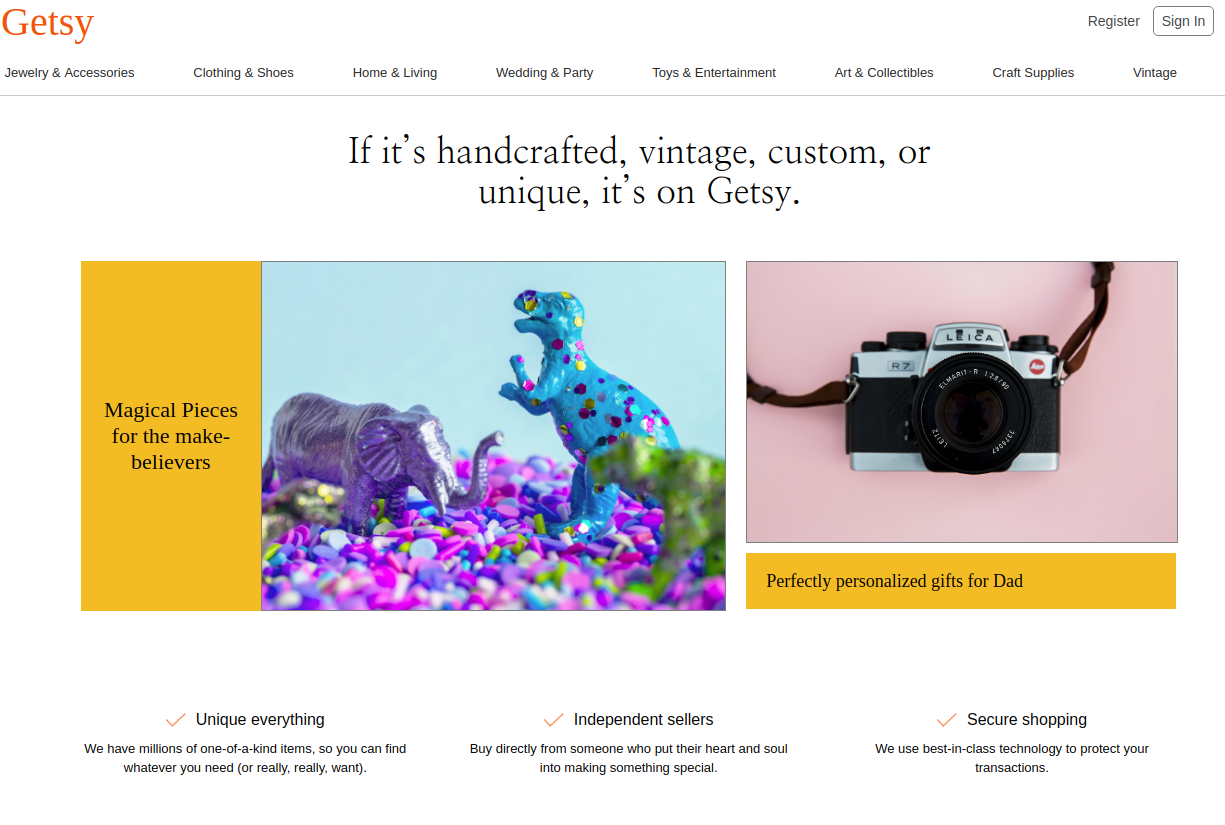 Getsy
Register
Sign In
Jewelry & Accessories
Clothing & Shoes
Home & Living
Wedding & Party
Toys & Entertainment
Art & Collectibles
Craft Supplies
Vintage
If it’s handcrafted, vintage, custom, or
unique, it’s on Getsy.
Magical Pieces
for the make-
believers
LEICA
R7
ELMARIT-R 1:2.8/90
LEITZ
Perfectly personalized gifts for Dad
Unique everything
We have millions of one-of-a-kind items, so you can find
whatever you need (or really, really, want).
Independent sellers
Buy directly from someone who put their heart and soul
into making something special.
Secure shopping
We use best-in-class technology to protect your
transactions.